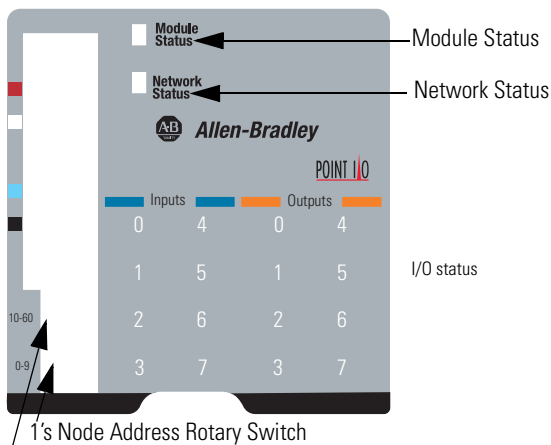 Module
Status
Module Status
Network
Status
Network Status
AB
Allen-Bradley
POINT I/O
Inputs
Outputs
0 4 0 4
1 5 1 5
I/O status
10-60
2 6 2 6
0-9
3 7 3 7
1's Node Address Rotary Switch